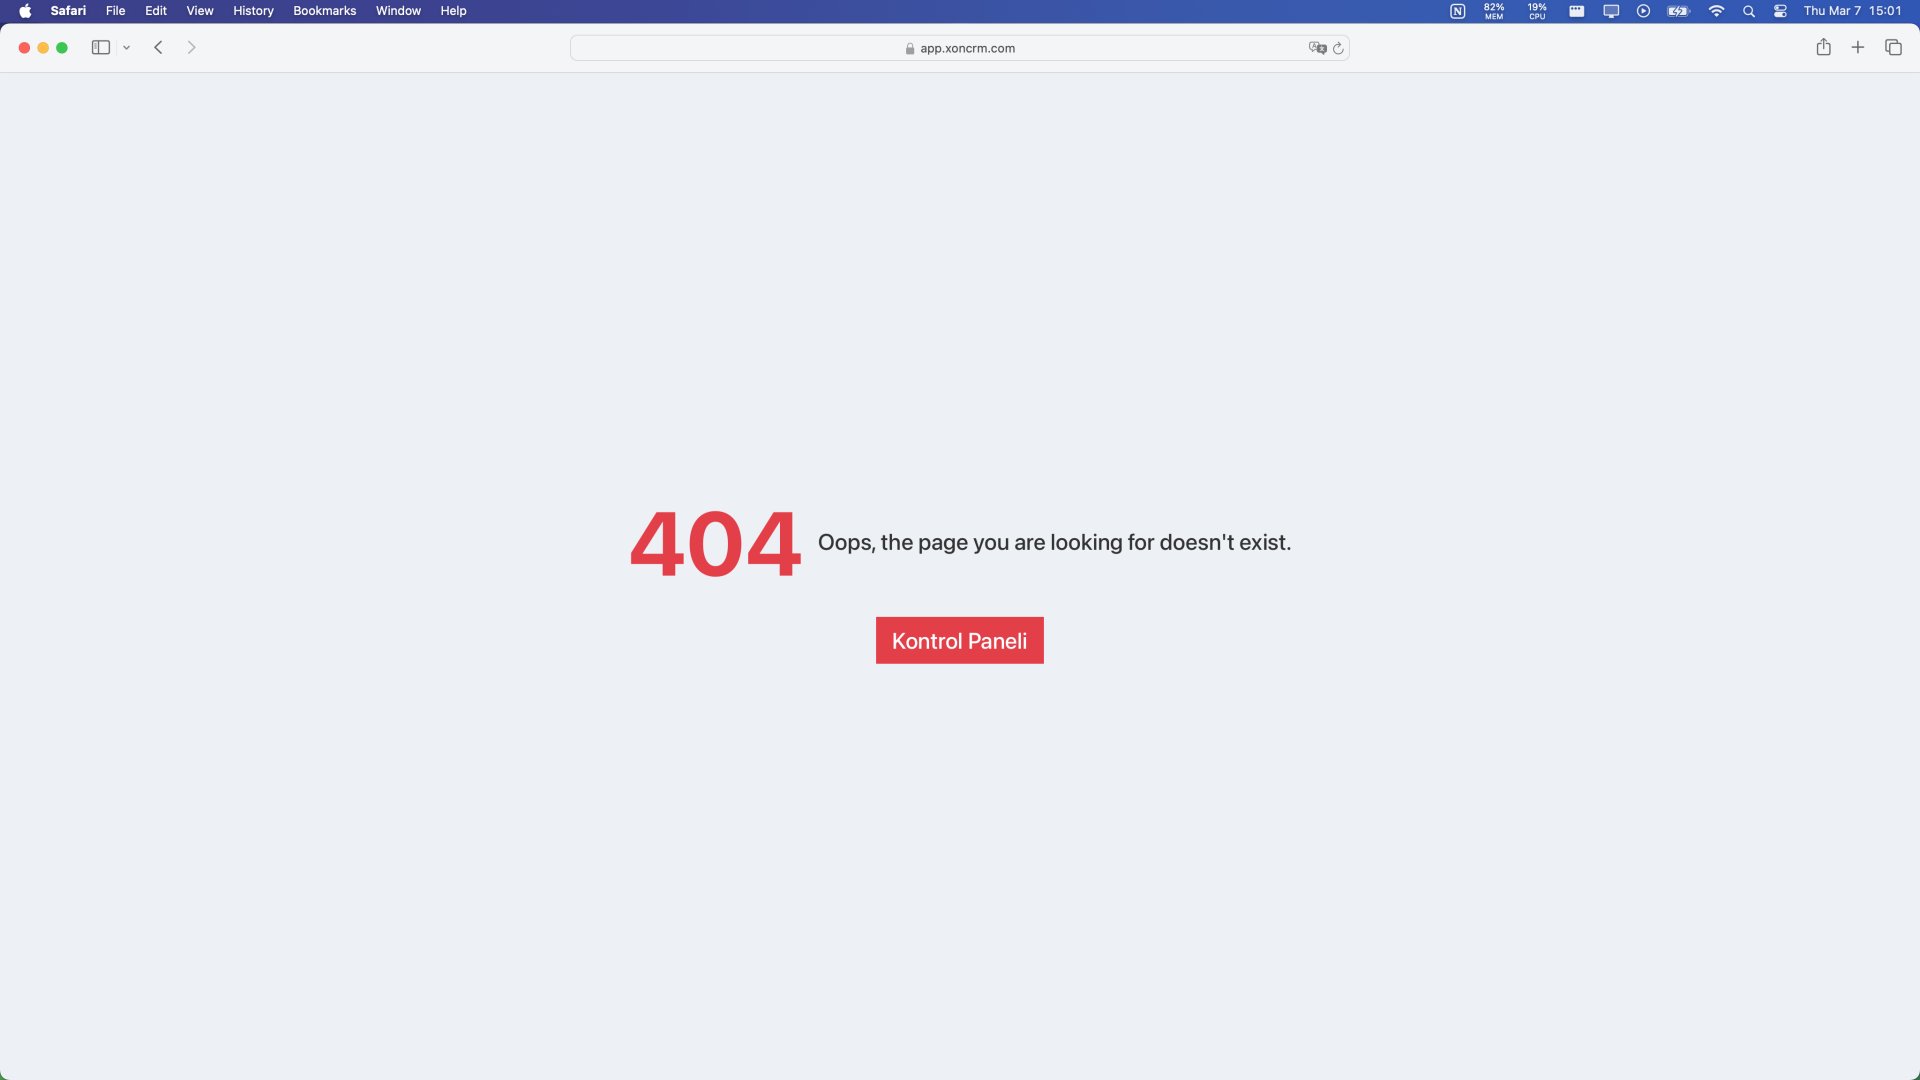 Safari File Edit View History Bookmarks Window Help N 82% MEM 19% CPU Thu Mar 7 15:01
app.xoncrm.com
404 Oops, the page you are looking for doesn't exist.
Kontrol Paneli